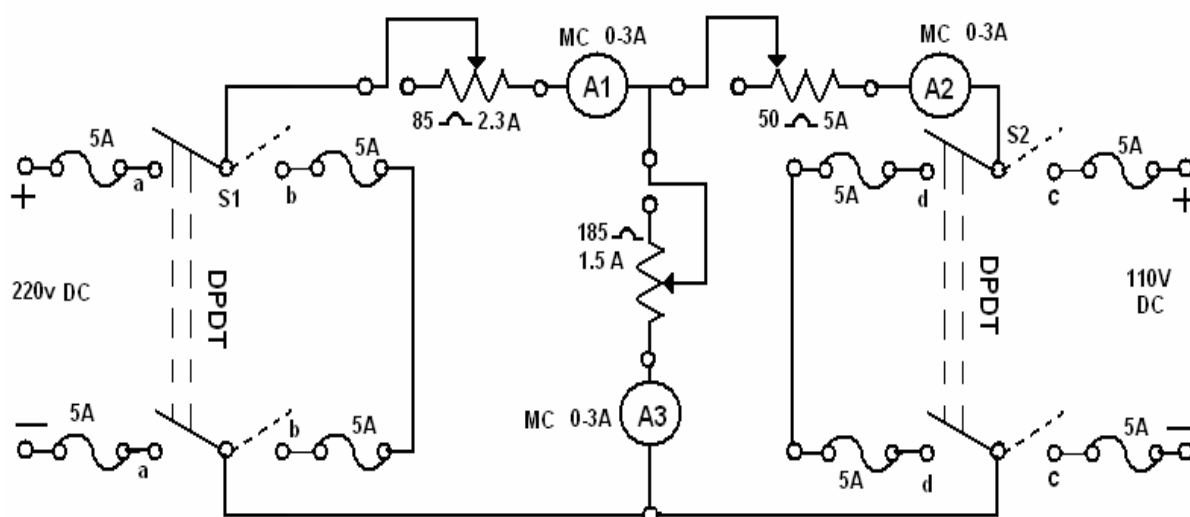 MC 0-3A
MC 0-3A
A1
A2
85 2.3A
50 5A
5A
5A
S2
5A
a
S1
b
5A
d
c
+
+
185
1.5 A
220v DC
DPDT
DPDT
110V
DC
5A
5A
A3
MC 0-3A
5A
–
–
a
b
5A
d
c